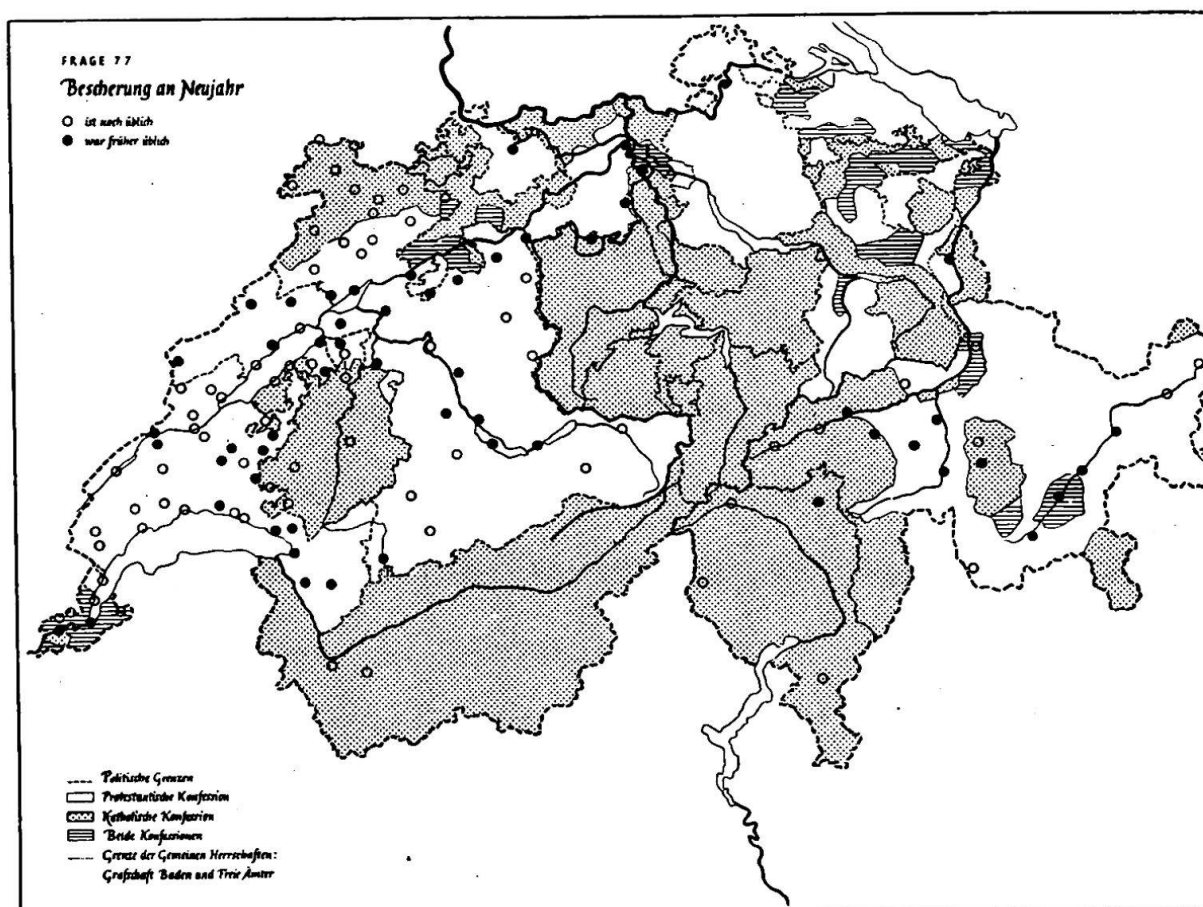 FRAGE 77
Bescherung an Neujahr
ist noch üblich
war früher üblich
Politische Grenzen
Protestantische Konfession
Katholische Konfession
Beide Konfessionen
Grenze der Gemeinen Herrschaften:
Grafschaft Baden und Freie Ämter